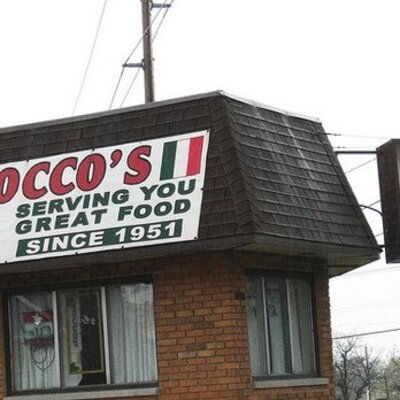 OCCO'S
SERVING YOU
GREAT FOOD
SINCE 1951